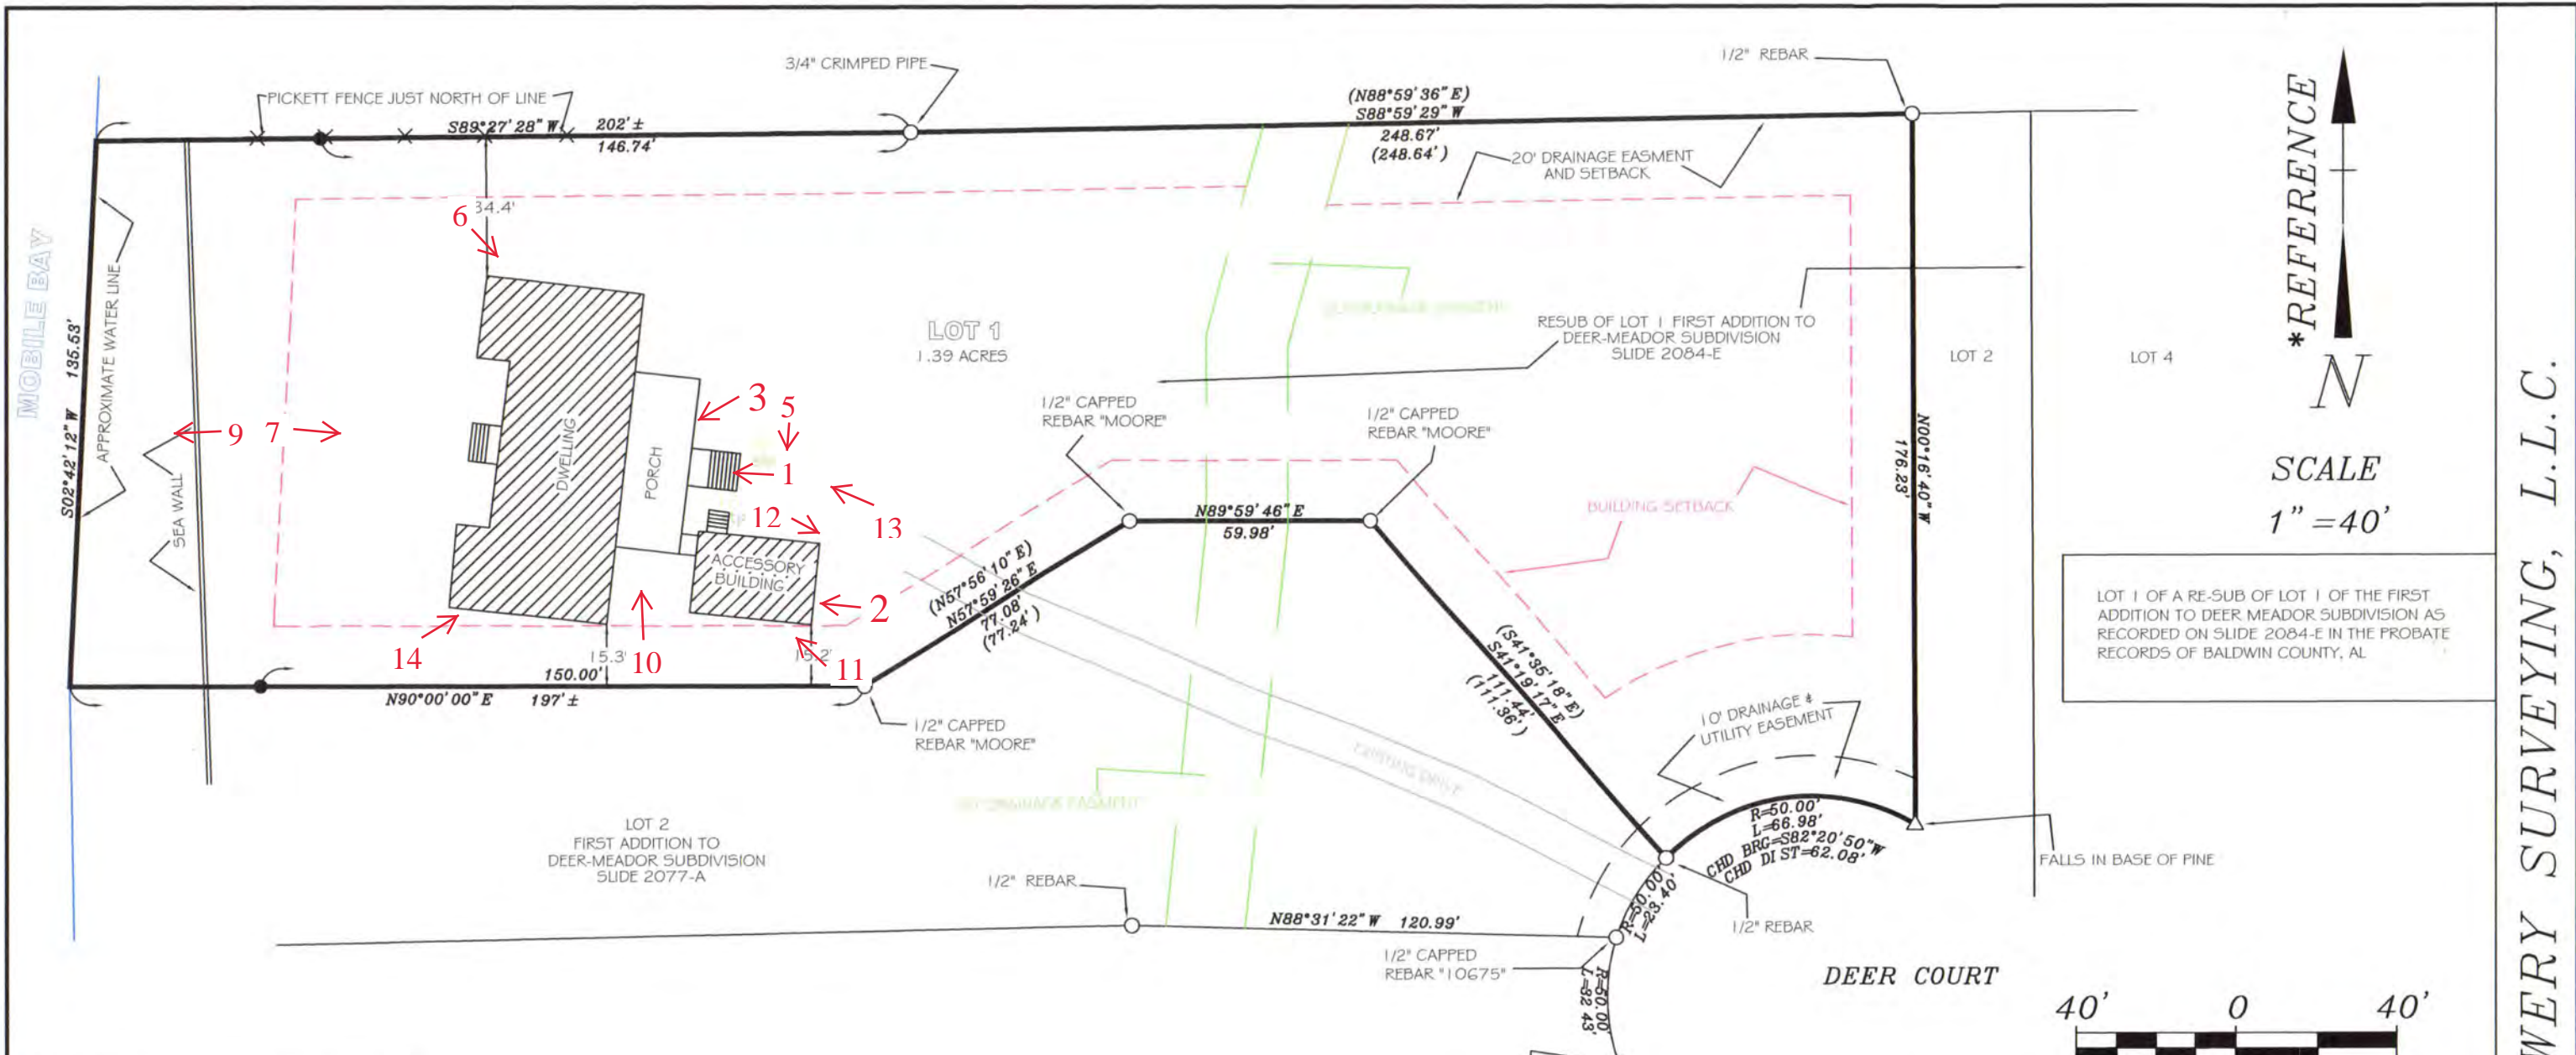 3/4" CRIMPED PIPE
1/2" REBAR
PICKETT FENCE JUST NORTH OF LINE
S89°27'28" W
202'±
146.74'
(N88°59'36" E)
S88°59'29" W
248.67'
(248.64')
20' DRAINAGE EASMENT
AND SETBACK
*REFERENCE
N
SCALE
1" =40'
MOBILE BAY
S02°42'12" W 135.53'
APPROXIMATE WATER LINE
SEA WALL
9
7
6
34.4'
DWELLING
PORCH
3
5
1
12
13
ACCESSORY
BUILDING
2
14
10
11
15.3'
15.2'
LOT 1
1.39 ACRES
RESUB OF LOT 1 FIRST ADDITION TO
DEER-MEADOR SUBDIVISION
SLIDE 2084-E
LOT 2
LOT 4
1/2" CAPPED
REBAR "MOORE"
1/2" CAPPED
REBAR "MOORE"
N89°59'46" E
59.98'
(N57°56'10" E)
N57°59'26" E
77.08'
(77.24')
BUILDING SETBACK
N00°16'40" W
176.23'
(S41°35'18" E)
S41°19'17" E
111.44'
(111.36')
LOT 1 OF A RE-SUB OF LOT 1 OF THE FIRST
ADDITION TO DEER MEADOR SUBDIVISION AS
RECORDED ON SLIDE 2084-E IN THE PROBATE
RECORDS OF BALDWIN COUNTY, AL
150.00'
N90°00'00" E 197'±
1/2" CAPPED
REBAR "MOORE"
10' DRAINAGE &
UTILITY EASEMENT
EXISTING DRIVE
20' DRAINAGE EASMENT
R=50.00'
L=66.98'
CHD BRG=S82°20'50"W
CHD DIST=62.08'
FALLS IN BASE OF PINE
LOT 2
FIRST ADDITION TO
DEER-MEADOR SUBDIVISION
SLIDE 2077-A
1/2" REBAR
N88°31'22" W 120.99'
R=50.00'
L=23.40'
1/2" REBAR
1/2" CAPPED
REBAR "10675"
R=50.00'
L=92.43'
DEER COURT
40' 0 40'
WERY SURVEYING, L.L.C.